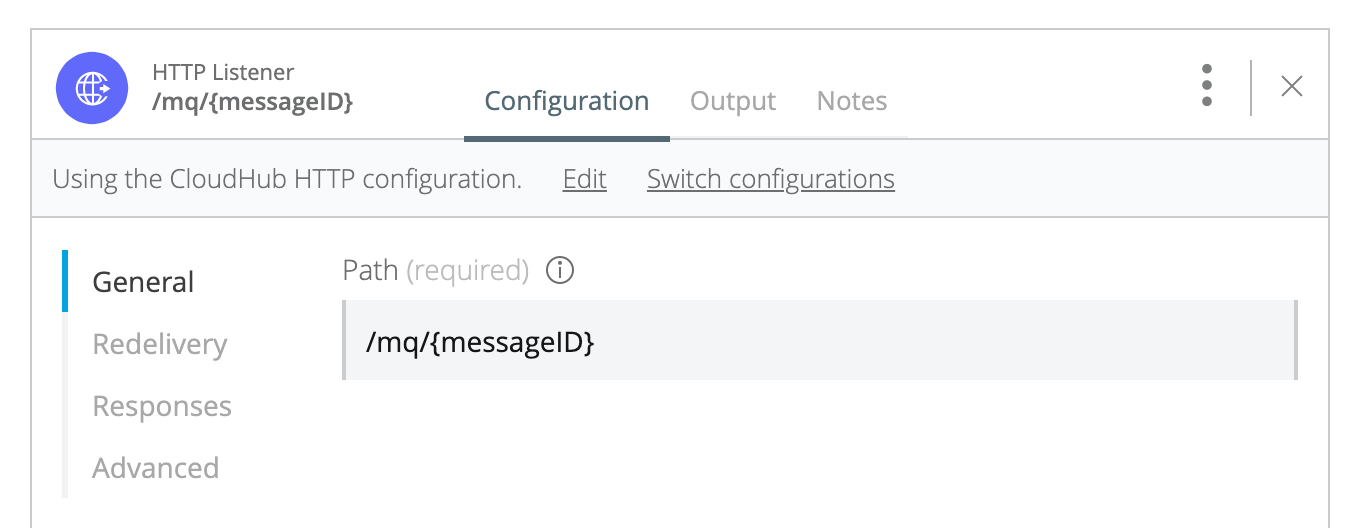 HTTP Listener
/mq/{messageID}
Configuration Output Notes
Using the CloudHub HTTP configuration. Edit Switch configurations
General
Redelivery
Responses
Advanced
Path (required)
/mq/{messageID}